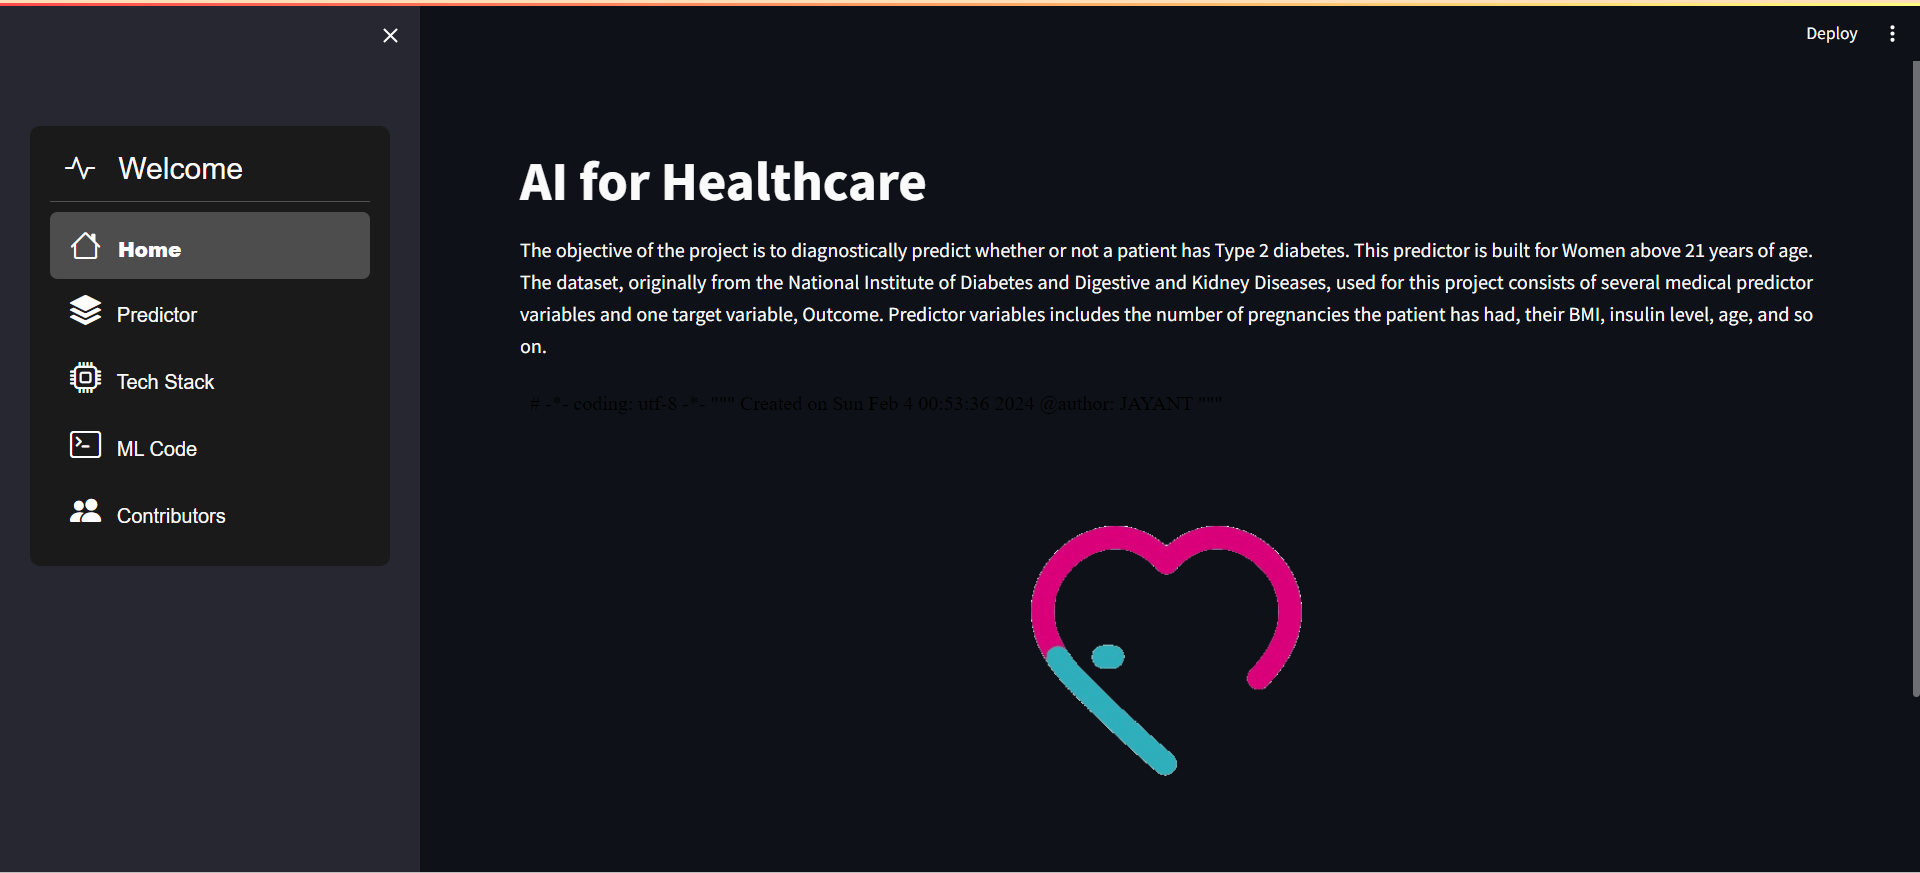 Deploy
Welcome
Home
Predictor
Tech Stack
ML Code
Contributors
AI for Healthcare
The objective of the project is to diagnostically predict whether or not a patient has Type 2 diabetes. This predictor is built for Women above 21 years of age.
The dataset, originally from the National Institute of Diabetes and Digestive and Kidney Diseases, used for this project consists of several medical predictor
variables and one target variable, Outcome. Predictor variables includes the number of pregnancies the patient has had, their BMI, insulin level, age, and so
on.
# -*- coding: utf-8 -*- """ Created on Sun Feb 4 00:53:36 2024 @author: JAYANT """